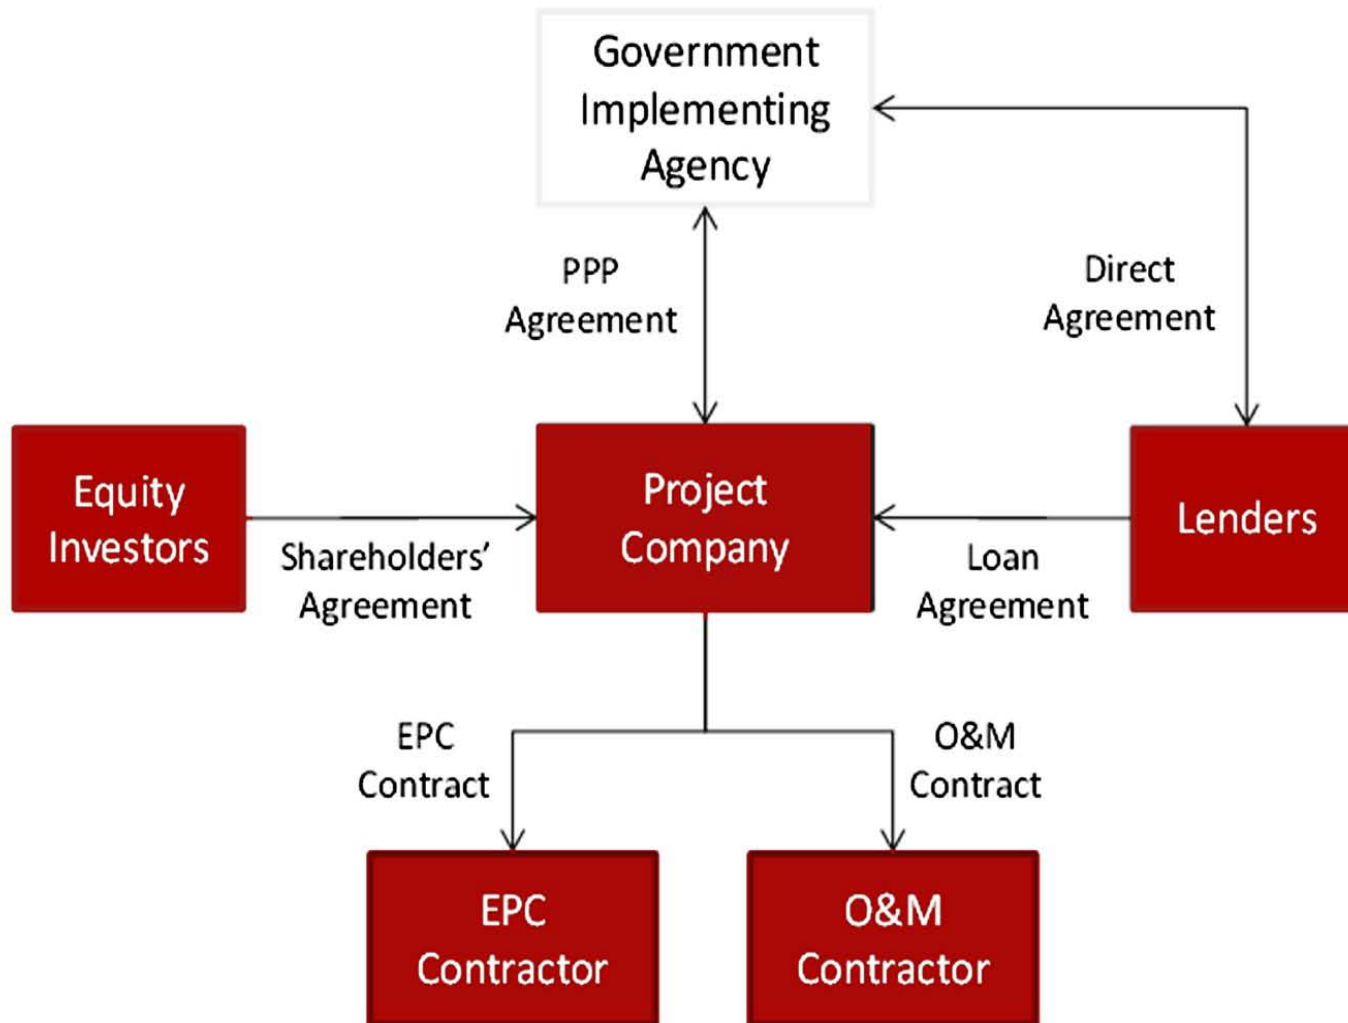 Government
Implementing
Agency
PPP
Agreement
Direct
Agreement
Equity
Investors
Shareholders’
Agreement
Project
Company
Loan
Agreement
Lenders
EPC
Contract
O&M
Contract
EPC
Contractor
O&M
Contractor